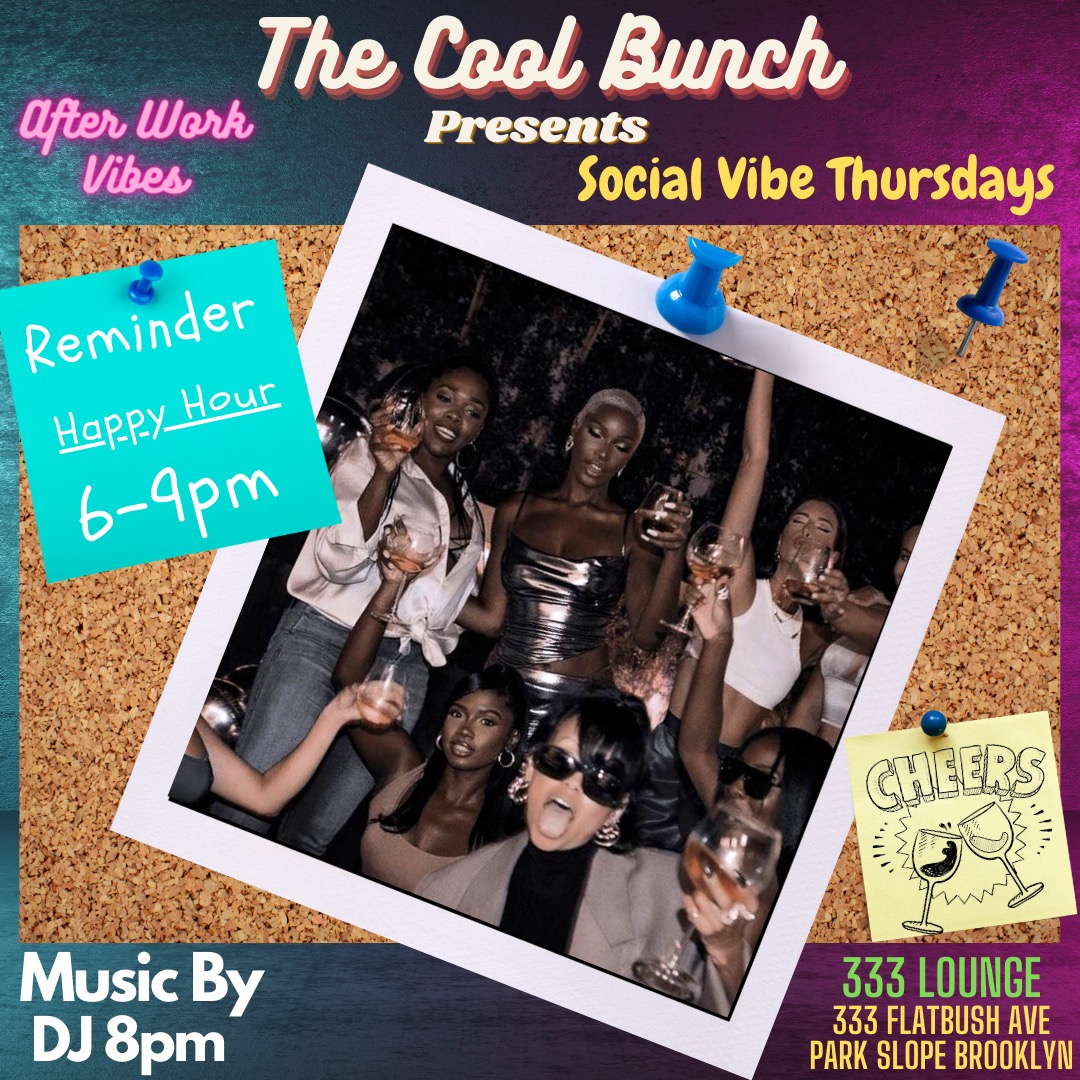 The Cool Bunch
Presents
After Work
Vibes
Social Vibe Thursdays
Reminder
Happy Hour
6-9pm
CHEERS
Music By
DJ 8pm
333 LOUNGE
333 FLATBUSH AVE
PARK SLOPE BROOKLYN